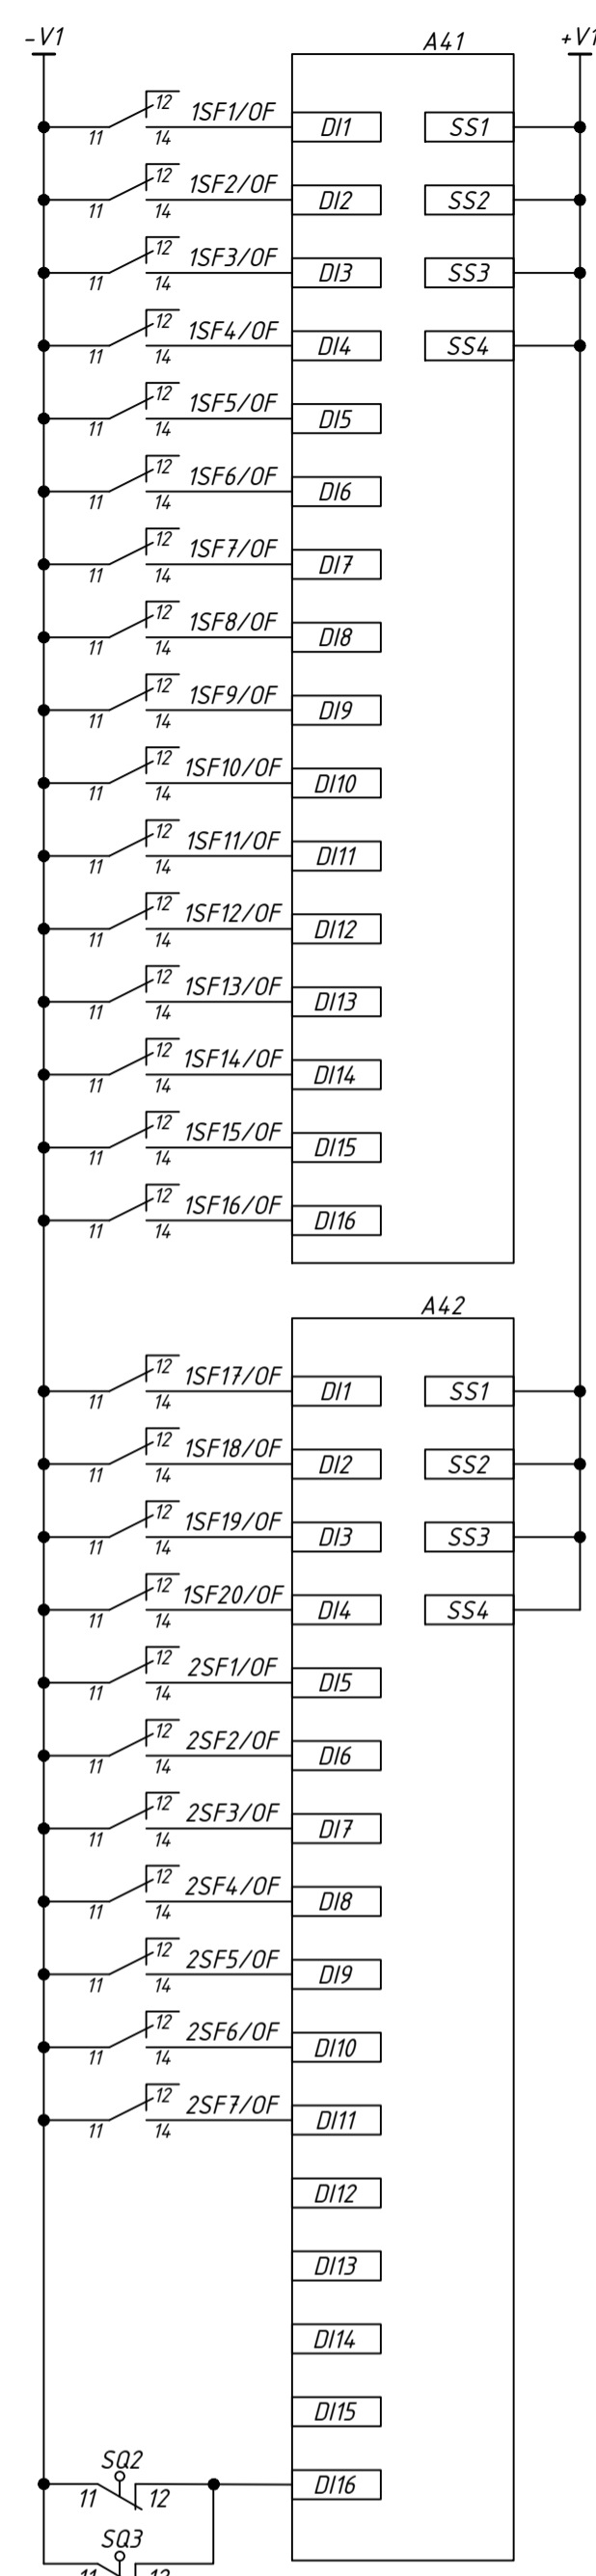 -V1 A41 +V1
12 1SF1/OF
11 14 DI1 SS1
12 1SF2/OF
11 14 DI2 SS2
12 1SF3/OF
11 14 DI3 SS3
12 1SF4/OF
11 14 DI4 SS4
12 1SF5/OF
11 14 DI5
12 1SF6/OF
11 14 DI6
12 1SF7/OF
11 14 DI7
12 1SF8/OF
11 14 DI8
12 1SF9/OF
11 14 DI9
12 1SF10/OF
11 14 DI10
12 1SF11/OF
11 14 DI11
12 1SF12/OF
11 14 DI12
12 1SF13/OF
11 14 DI13
12 1SF14/OF
11 14 DI14
12 1SF15/OF
11 14 DI15
12 1SF16/OF
11 14 DI16
A42
12 1SF17/OF
11 14 DI1 SS1
12 1SF18/OF
11 14 DI2 SS2
12 1SF19/OF
11 14 DI3 SS3
12 1SF20/OF
11 14 DI4 SS4
12 2SF1/OF
11 14 DI5
12 2SF2/OF
11 14 DI6
12 2SF3/OF
11 14 DI7
12 2SF4/OF
11 14 DI8
12 2SF5/OF
11 14 DI9
12 2SF6/OF
11 14 DI10
12 2SF7/OF
11 14 DI11
DI12
DI13
DI14
DI15
SQ2
11 12 DI16
SQ3
11 12